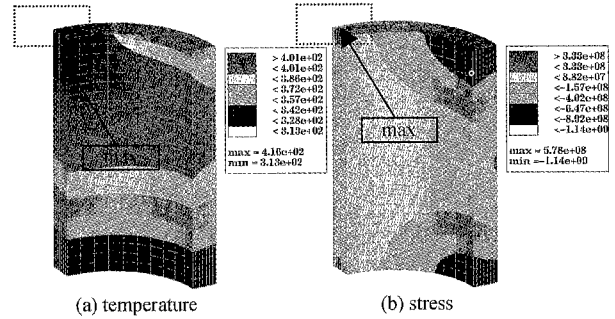 > 4.01e+02
< 4.01e+02
< 3.86e+02
< 3.72e+02
< 3.57e+02
< 3.42e+02
< 3.28e+02
< 3.13e+02
max = 4.16e+02
min = 3.13e+02
max
(a) temperature
> 3.33e+08
< 3.33e+08
< 8.82e+07
<-1.57e+08
<-4.02e+08
<-6.47e+08
<-8.92e+08
<-1.14e+09
max = 5.78e+08
min =-1.14e+09
max
(b) stress